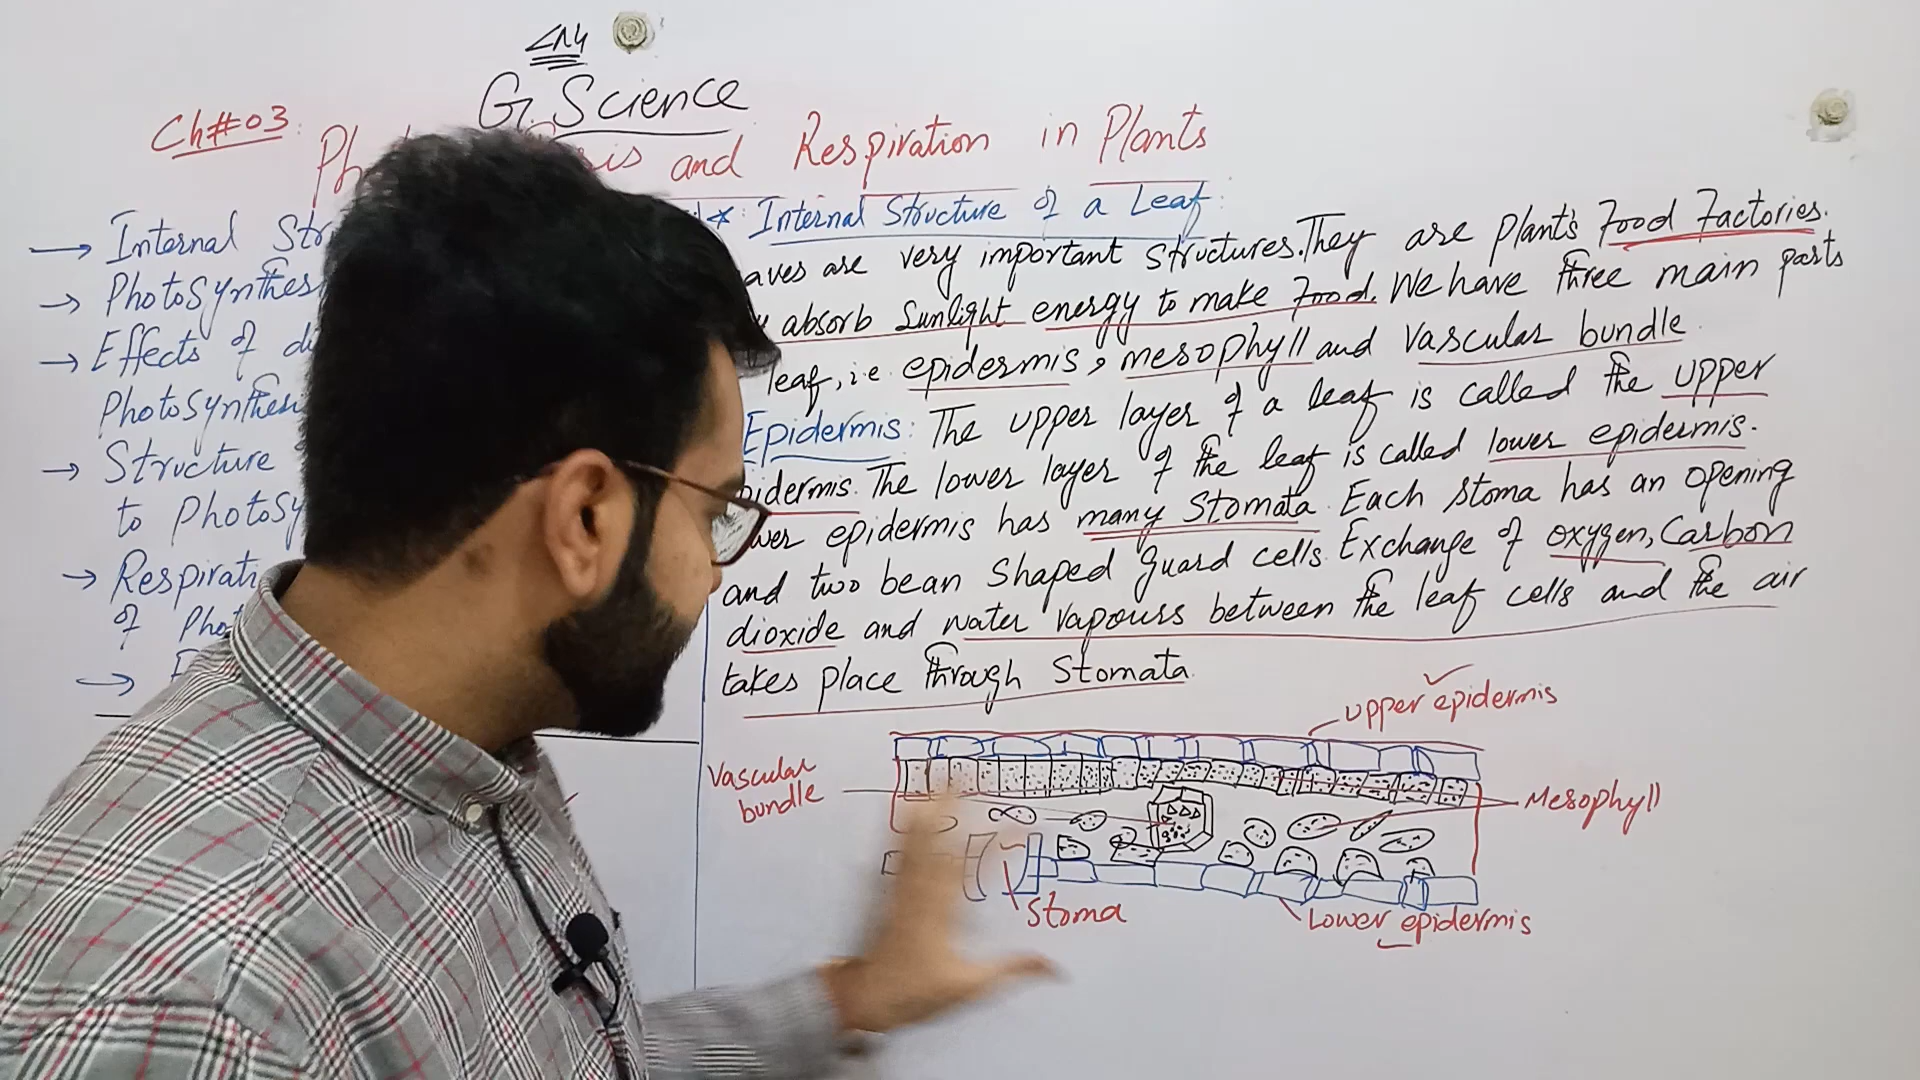 G. Science
Ch#03:
and Respiration in Plants
→ Internal
→ Photosynthes
→ Effects of
Photosynthesi
→ Structure
to Photosy
→ Respirati
of Pho
→
* Internal Structure of a Leaf:
aves are very important structures. They are plant's Food Factories.
absorb Sunlight energy to make Food. We have three main parts
leaf, i.e. epidermis, mesophyll and Vascular bundle
Epidermis: The upper layer of a leaf is called the upper
pidermis. The lower layer of the leaf is called lower epidermis.
wer epidermis has many Stomata. Each stoma has an opening
and two bean shaped guard cells. Exchange of oxygen, Carbon
dioxide and water vapours between the leaf cells and the air
takes place through Stomata.
Upper epidermis
Vascular
bundle
Mesophyll
Stoma
Lower epidermis